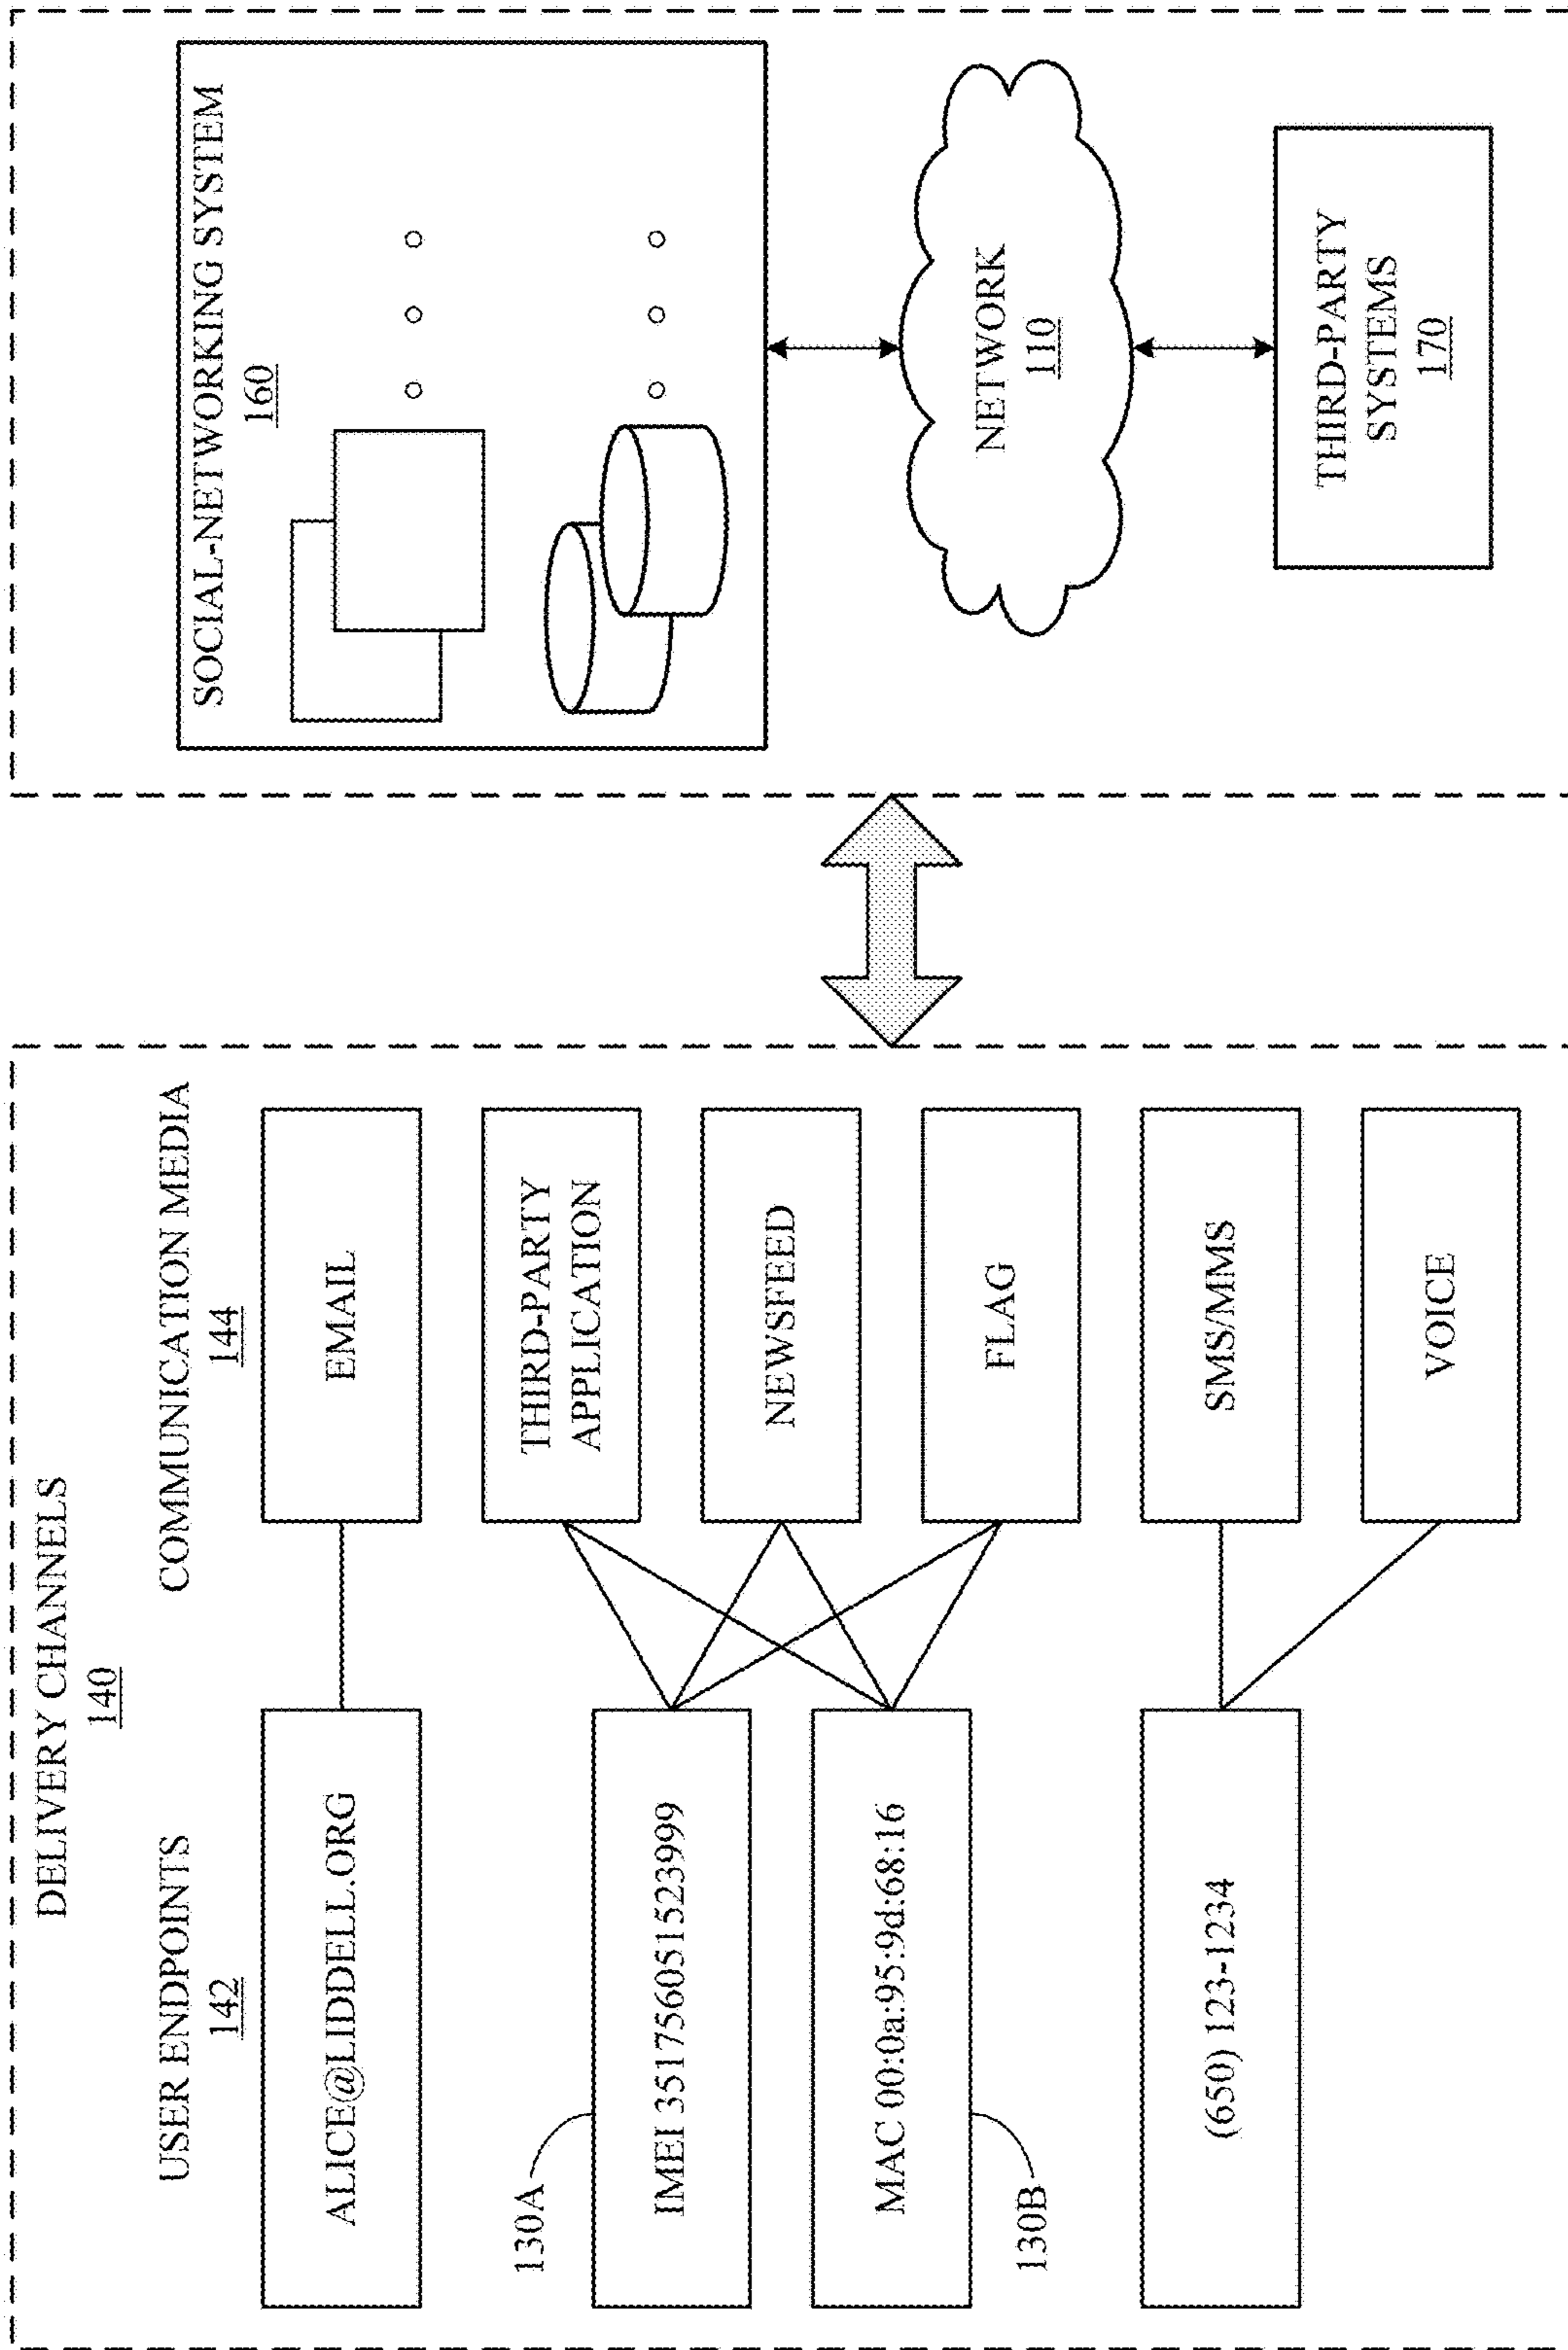 DELIVERY CHANNELS
140
USER ENDPOINTS
142
COMMUNICATION MEDIA
144
ALICE@LIDDELL.ORG
EMAIL
130A
IMEI 351756051523999
THIRD-PARTY
APPLICATION
NEWSFEED
MAC 00:0a:95:9d:68:16
130B
FLAG
(650) 123-1234
SMS/MMS
VOICE
SOCIAL-NETWORKING SYSTEM
160
NETWORK
110
THIRD-PARTY
SYSTEMS
170